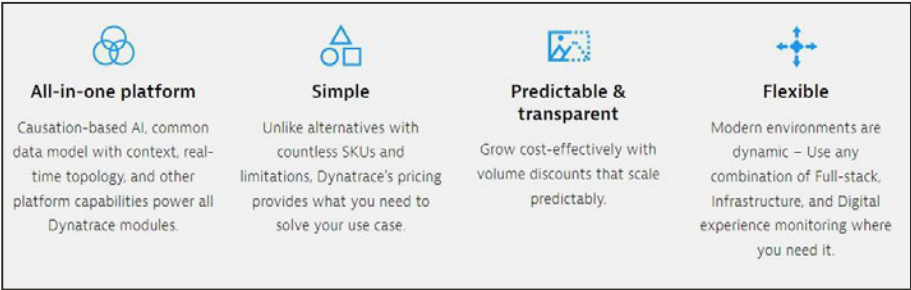 All-in-one platform
Causation-based AI, common
data model with context, real-
time topology, and other
platform capabilities power all
Dynatrace modules.
Simple
Unlike alternatives with
countless SKUs and
limitations, Dynatrace's pricing
provides what you need to
solve your use case.
Predictable &
transparent
Grow cost-effectively with
volume discounts that scale
predictably.
Flexible
Modern environments are
dynamic – Use any
combination of Full-stack,
Infrastructure, and Digital
experience monitoring where
you need it.